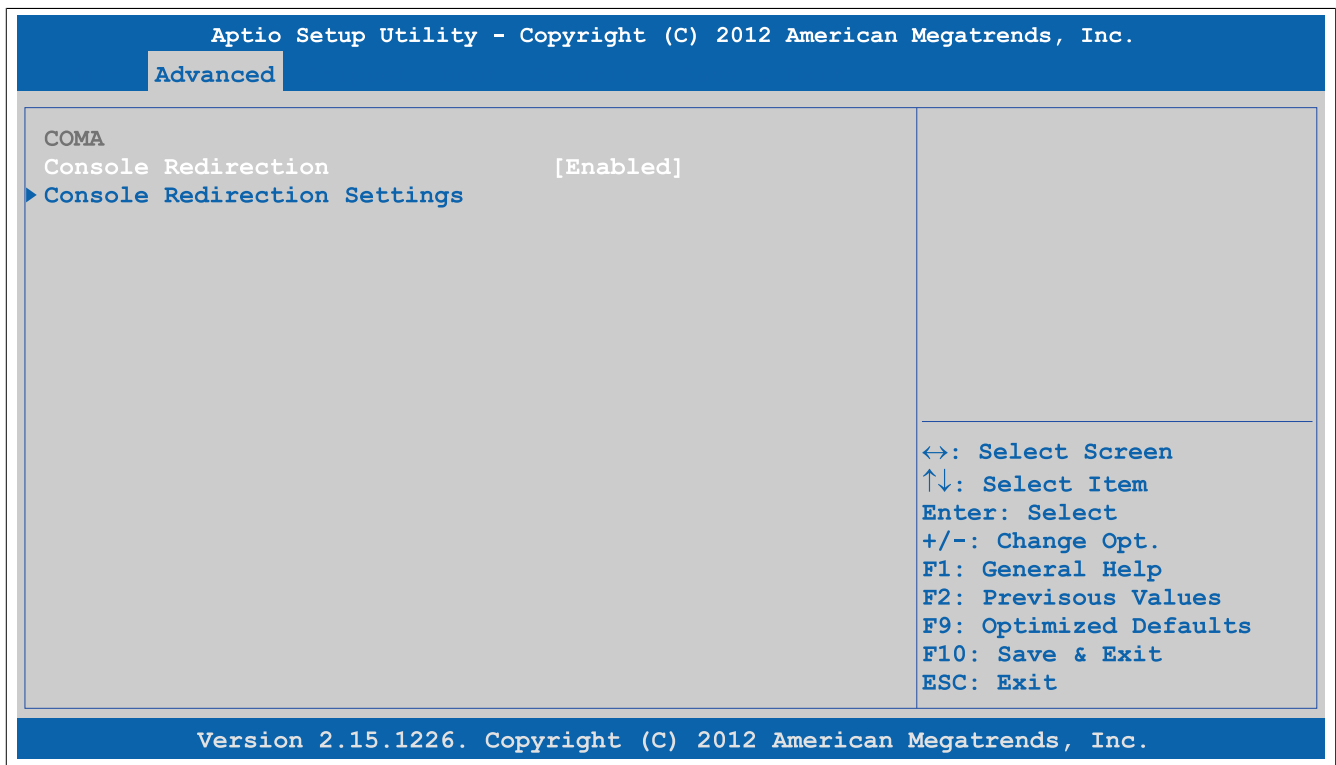 Aptio Setup Utility - Copyright (C) 2012 American Megatrends, Inc.
Advanced
COMA
Console Redirection [Enabled]
Console Redirection Settings
↔: Select Screen
↑↓: Select Item
Enter: Select
+/-: Change Opt.
F1: General Help
F2: Previsous Values
F9: Optimized Defaults
F10: Save & Exit
ESC: Exit
Version 2.15.1226. Copyright (C) 2012 American Megatrends, Inc.